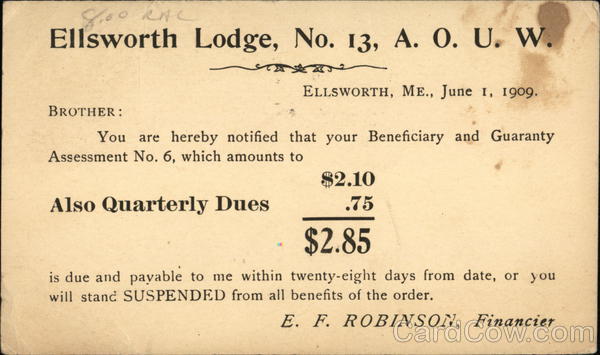 8.00 RAC
Ellsworth Lodge, No. 13, A. O. U. W.
ELLSWORTH, ME., June 1, 1909.
BROTHER:
You are hereby notified that your Beneficiary and Guaranty
Assessment No. 6, which amounts to
$2.10
Also Quarterly Dues .75
$2.85
is due and payable to me within twenty-eight days from date, or you
will stand SUSPENDED from all benefits of the order.
E. F. ROBINSON, Financier
CardCow.com